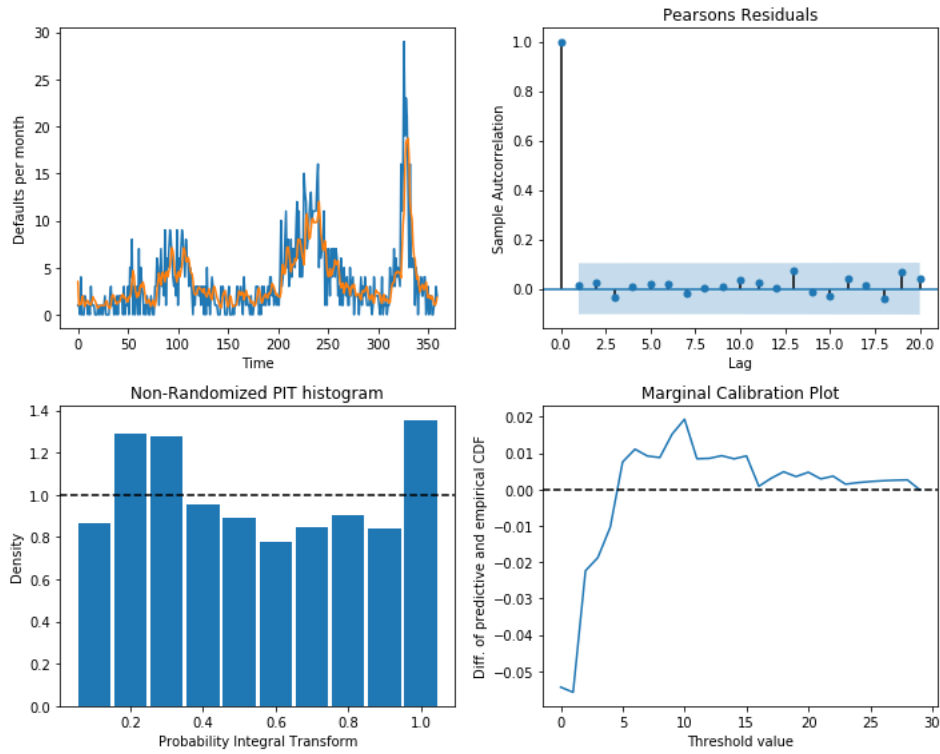 Defaults per month
30
25
20
15
10
5
0
0 50 100 150 200 250 300 350
Time
Pearsons Residuals
Sample Autcorrelation
1.0
0.8
0.6
0.4
0.2
0.0
0.0 2.5 5.0 7.5 10.0 12.5 15.0 17.5 20.0
Lag
Non-Randomized PIT histogram
Density
1.4
1.2
1.0
0.8
0.6
0.4
0.2
0.0
0.2 0.4 0.6 0.8 1.0
Probability Integral Transform
Marginal Calibration Plot
Diff. of predictive and empirical CDF
0.02
0.01
0.00
−0.01
−0.02
−0.03
−0.04
−0.05
0 5 10 15 20 25 30
Threshold value